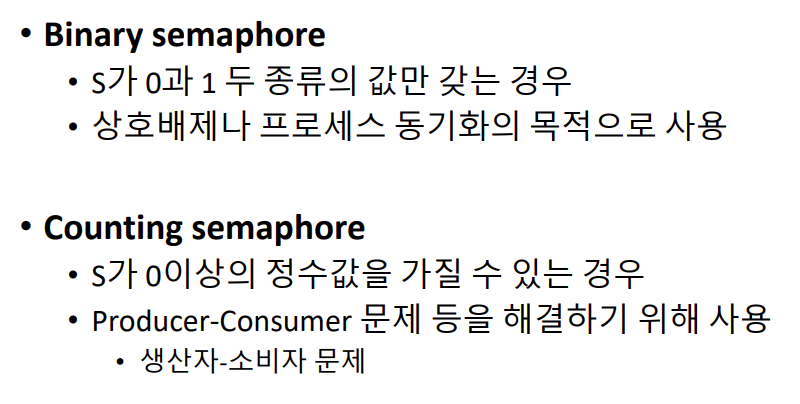 • Binary semaphore
• S가 0과 1 두 종류의 값만 갖는 경우
• 상호배제나 프로세스 동기화의 목적으로 사용
• Counting semaphore
• S가 0이상의 정수값을 가질 수 있는 경우
• Producer-Consumer 문제 등을 해결하기 위해 사용
• 생산자-소비자 문제